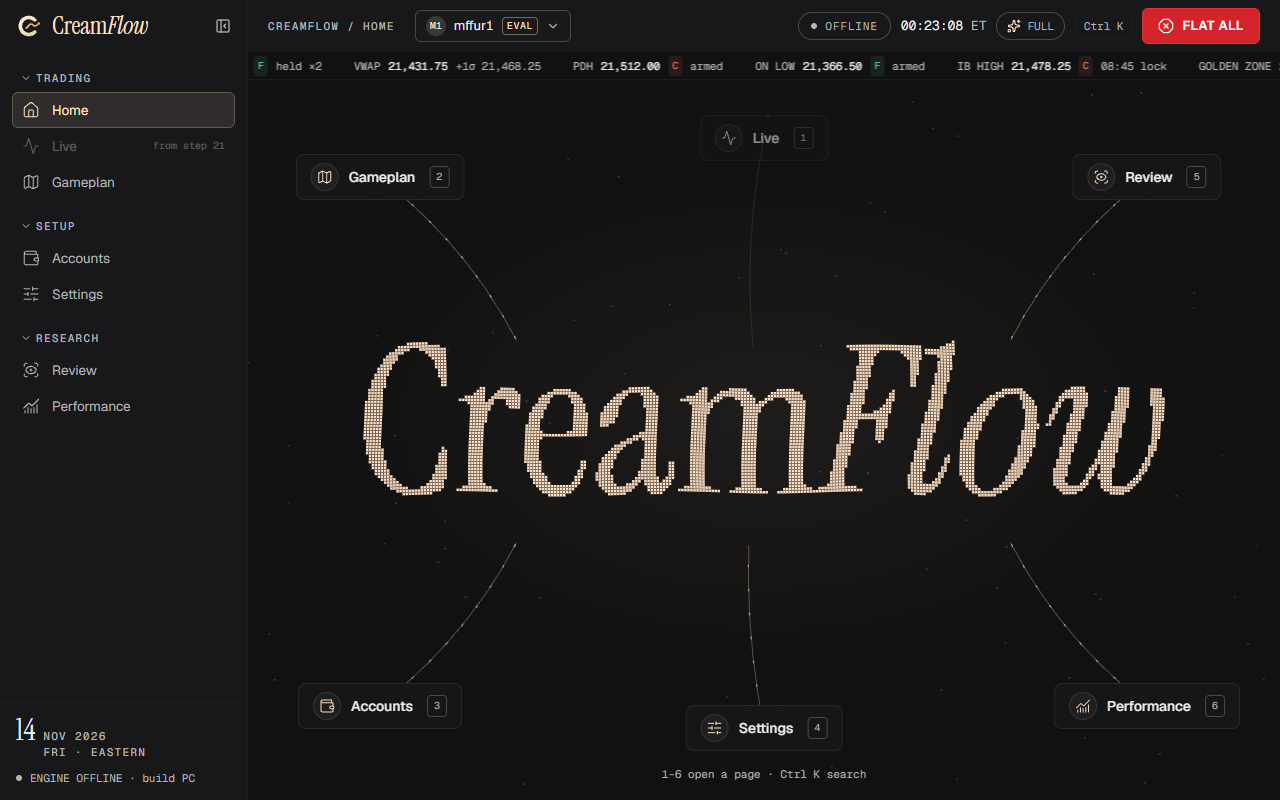 CreamFlow
CREAMFLOW / HOME
M1 mffur1 EVAL
OFFLINE
00:23:08 ET
FULL
Ctrl K
FLAT ALL
F held ×2 VWAP 21,431.75 +1σ 21,468.25 PDH 21,512.00 C armed ON LOW 21,366.50 F armed IB HIGH 21,478.25 C 08:45 lock GOLDEN ZONE
TRADING
Home
Live from step 21
Gameplan
SETUP
Accounts
Settings
RESEARCH
Review
Performance
14 NOV 2026
FRI · EASTERN
ENGINE OFFLINE · build PC
Live 1
Gameplan 2
Review 5
CreamFlow
Accounts 3
Settings 4
Performance 6
1-6 open a page · Ctrl K search